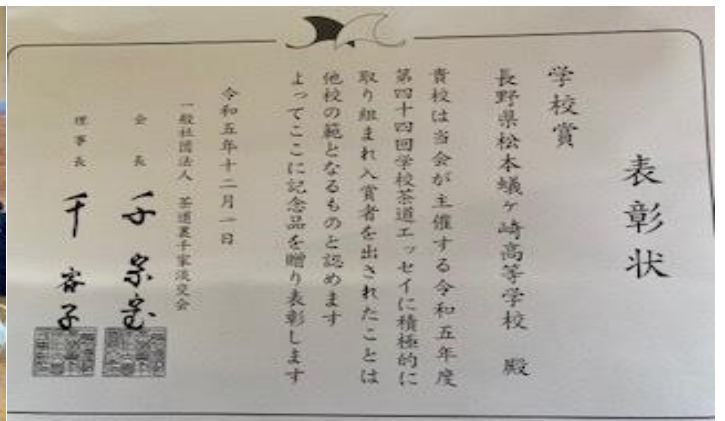 表彰状
学校賞
長野県松本蟻ヶ崎高等学校 殿
貴校は当会が主催する令和五年度
第四十四回学校茶道エッセイに積極的に
取り組まれ入賞者を出されたことは
他校の範となるものと認めます
よってここに記念品を贈り表彰します
令和五年十二月一日
一般社団法人 茶道裏千家淡交会
会長 千 宗室
理事長 千 容子